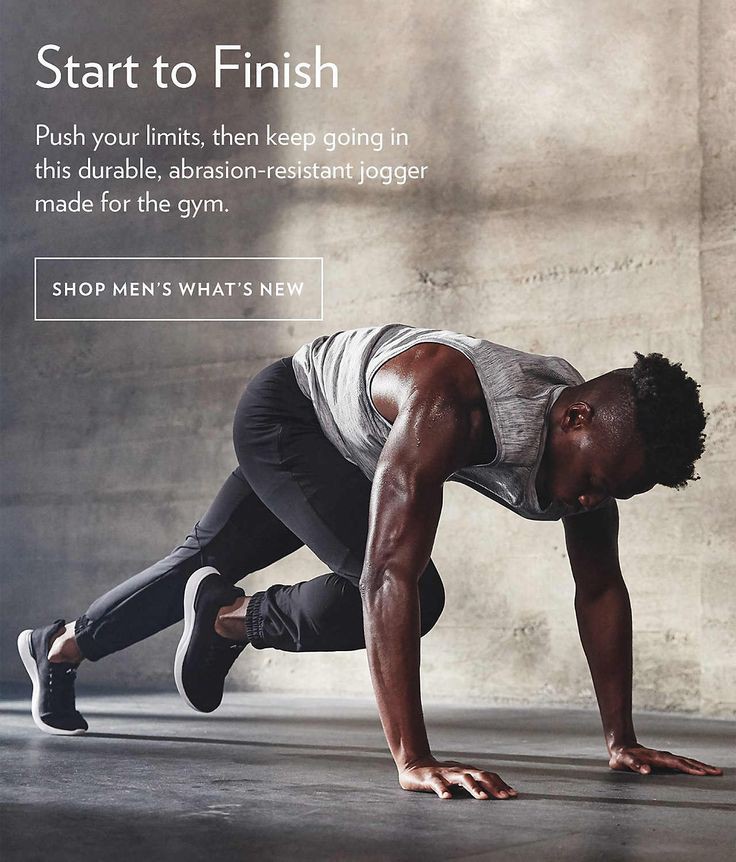 Start to Finish
Push your limits, then keep going in
this durable, abrasion-resistant jogger
made for the gym.
SHOP MEN'S WHAT'S NEW